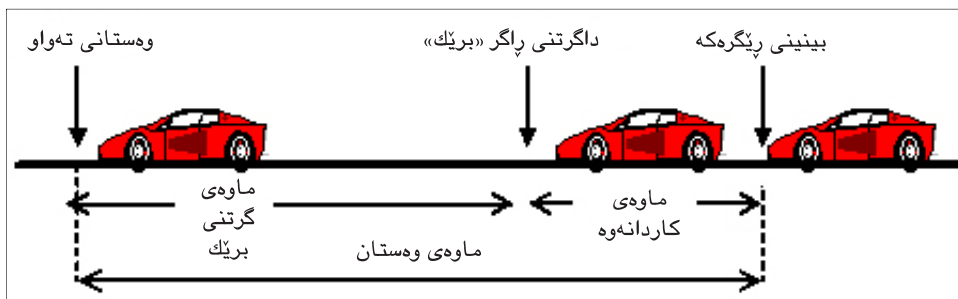 بینینی ڕێگرەکە
داگرتنی ڕاگر «برێك»
وەستانی تەواو
ماوەی
کاردانەوە
ماوەی
گرتنی
برێك
ماوەی وەستان